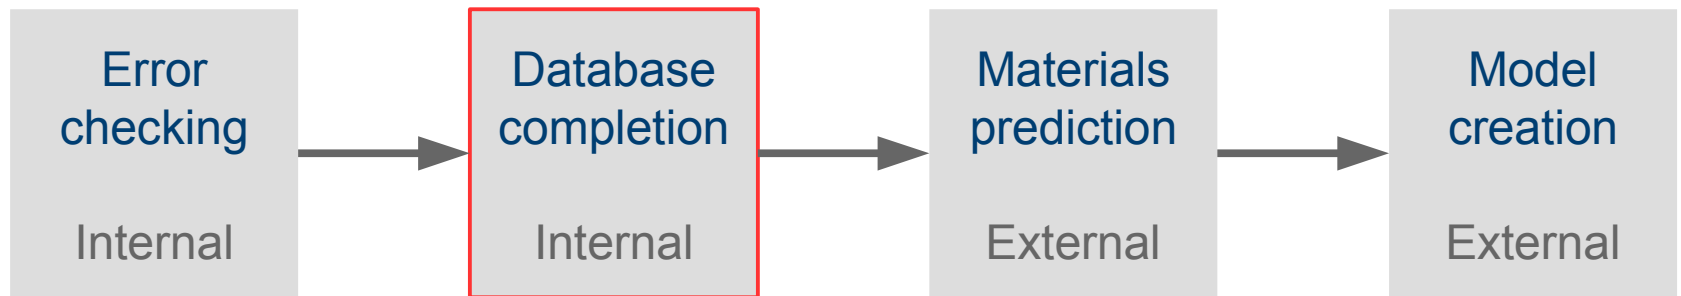 Error
checking
Internal
Database
completion
Internal
Materials
prediction
External
Model
creation
External